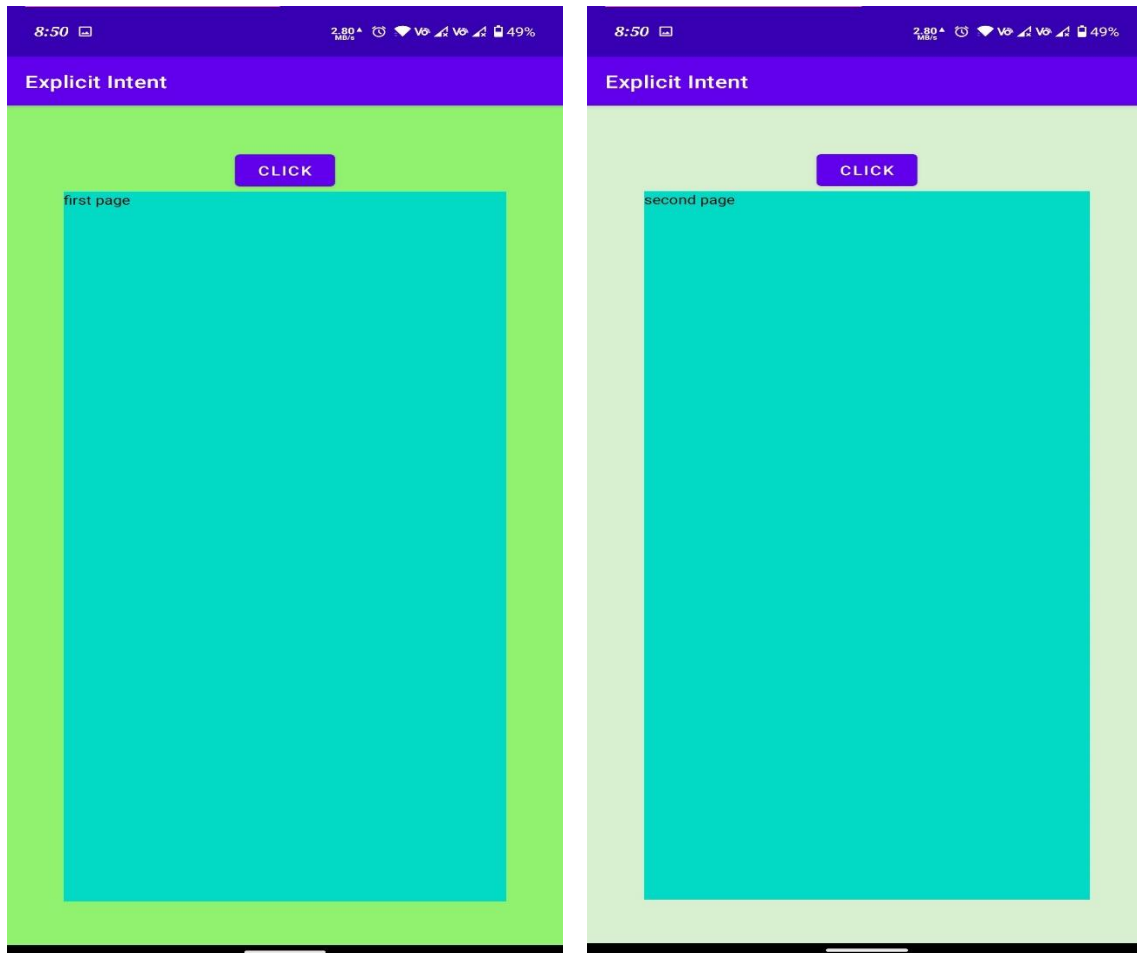 8:50 2.80 MB/s Vo Vo 49%
Explicit Intent
CLICK
first page
8:50 2.80 MB/s Vo Vo 49%
Explicit Intent
CLICK
second page